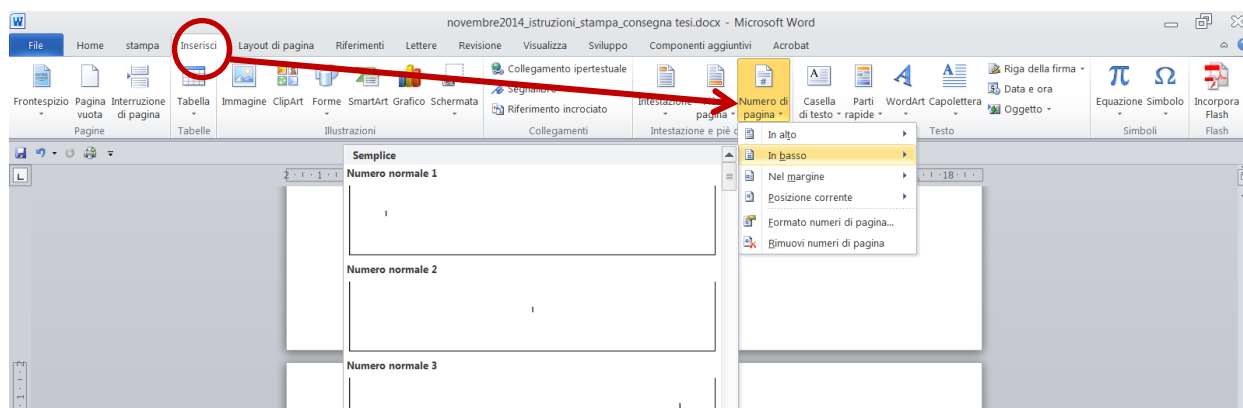 novembre2014_istruzioni_stampa_consegna tesi.docx - Microsoft Word
File Home stampa Inserisci Layout di pagina Riferimenti Lettere Revisione Visualizza Sviluppo Componenti aggiuntivi Acrobat
Frontespizio
Pagina vuota
Interruzione di pagina
Pagine
Tabella
Tabelle
Immagine ClipArt Forme SmartArt Grafico Schermata
Illustrazioni
Collegamento ipertestuale
Segnalibro
Riferimento incrociato
Collegamenti
Intestazione
pagina
Numero di pagina
Intestazione e piè
Casella di testo
Parti rapide
WordArt
Capolettera
Riga della firma
Data e ora
Oggetto
Testo
Equazione Simbolo
Simboli
Incorpora Flash
Flash
In alto
In basso
Nel margine
Posizione corrente
Formato numeri di pagina...
Rimuovi numeri di pagina
L
2 1 1
18
Semplice
Numero normale 1
Numero normale 2
Numero normale 3
2
1